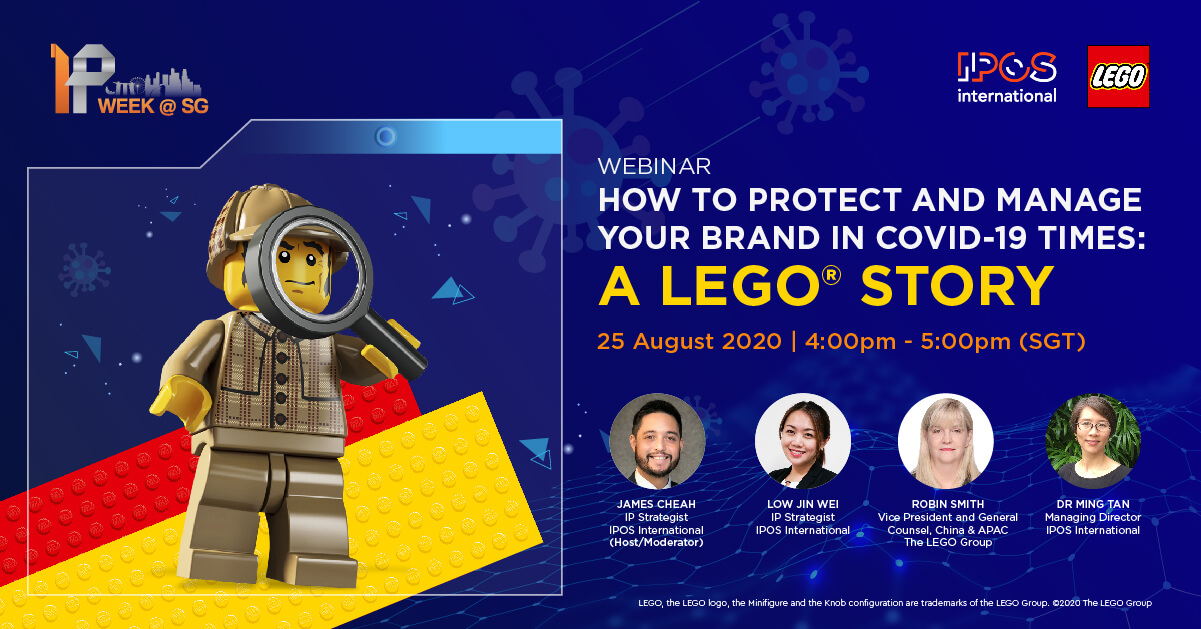 IP
WEEK @ SG
IPOS
international
LEGO
WEBINAR
HOW TO PROTECT AND MANAGE
YOUR BRAND IN COVID-19 TIMES:
A LEGO® STORY
25 August 2020 | 4:00pm - 5:00pm (SGT)
JAMES CHEAH
IP Strategist
IPOS International
(Host/Moderator)
LOW JIN WEI
IP Strategist
IPOS International
ROBIN SMITH
Vice President and General
Counsel, China & APAC
The LEGO Group
DR MING TAN
Managing Director
IPOS International
LEGO, the LEGO logo, the Minifigure and the Knob configuration are trademarks of the LEGO Group. ©2020 The LEGO Group